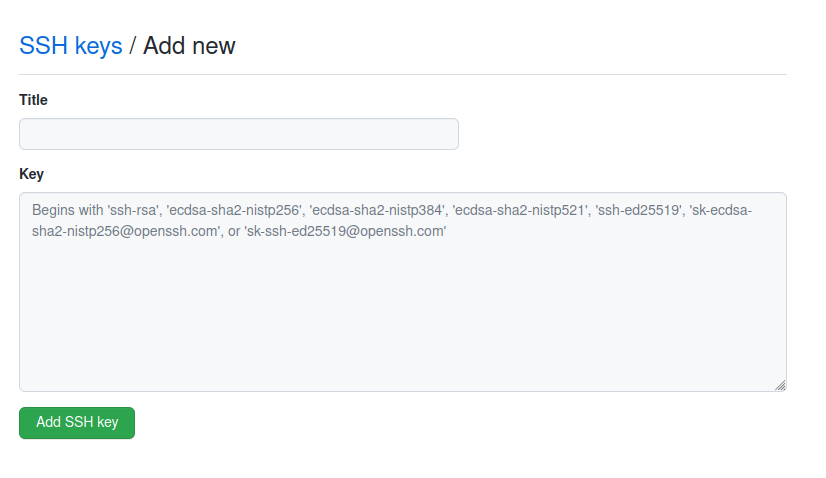 SSH keys / Add new
Title
Key
Begins with 'ssh-rsa', 'ecdsa-sha2-nistp256', 'ecdsa-sha2-nistp384', 'ecdsa-sha2-nistp521', 'ssh-ed25519', 'sk-ecdsa-
sha2-nistp256@openssh.com', or 'sk-ssh-ed25519@openssh.com'
Add SSH key